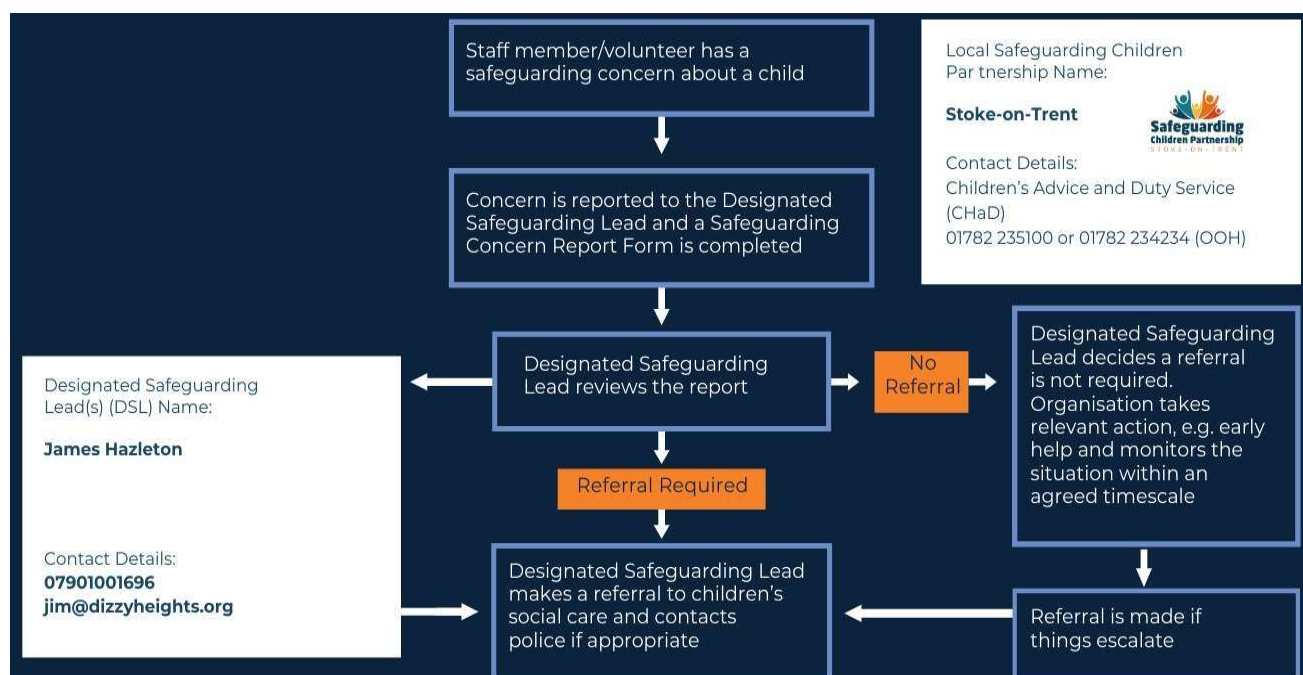 Staff member/volunteer has a
safeguarding concern about a child
Local Safeguarding Children
Par tnership Name:
Stoke-on-Trent
Safeguarding
Children Partnership
STOKE-ON-TRENT
Contact Details:
Children’s Advice and Duty Service
(CHaD)
01782 235100 or 01782 234234 (OOH)
Concern is reported to the Designated
Safeguarding Lead and a Safeguarding
Concern Report Form is completed
Designated Safeguarding
Lead reviews the report
No
Referral
Designated Safeguarding
Lead decides a referral
is not required.
Organisation takes
relevant action, e.g. early
help and monitors the
situation within an
agreed timescale
Designated Safeguarding
Lead(s) (DSL) Name:
James Hazleton
Contact Details:
07901001696
jim@dizzyheights.org
Referral Required
Designated Safeguarding Lead
makes a referral to children’s
social care and contacts
police if appropriate
Referral is made if
things escalate